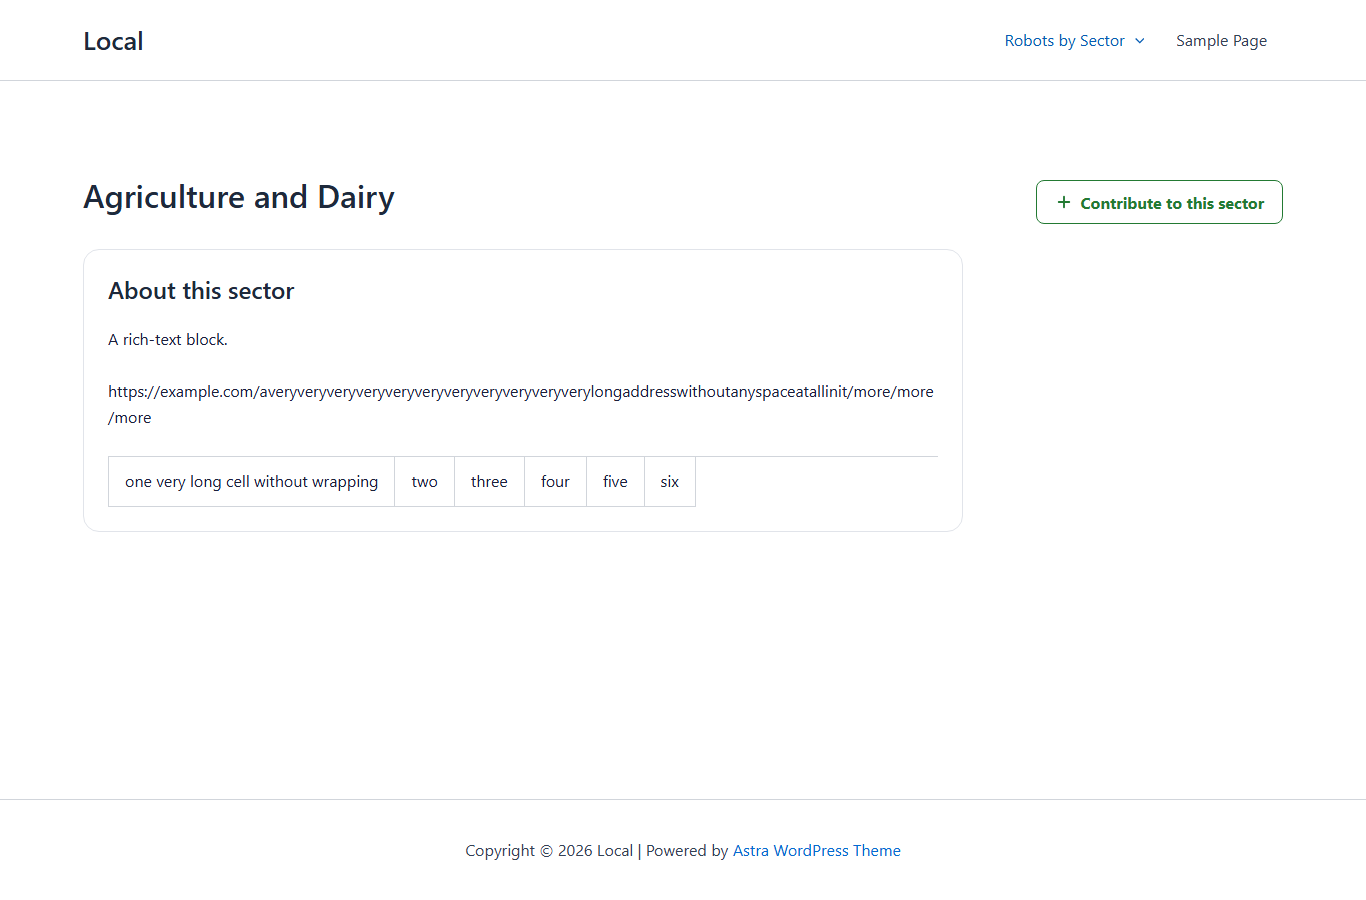 Local
Robots by Sector
Sample Page
Agriculture and Dairy
+ Contribute to this sector
About this sector
A rich-text block.
https://example.com/averyveryveryveryveryveryveryveryveryveryverylongaddresswithoutanyspaceatallinit/more/more
/more
one very long cell without wrapping two three four five six
Copyright © 2026 Local | Powered by Astra WordPress Theme